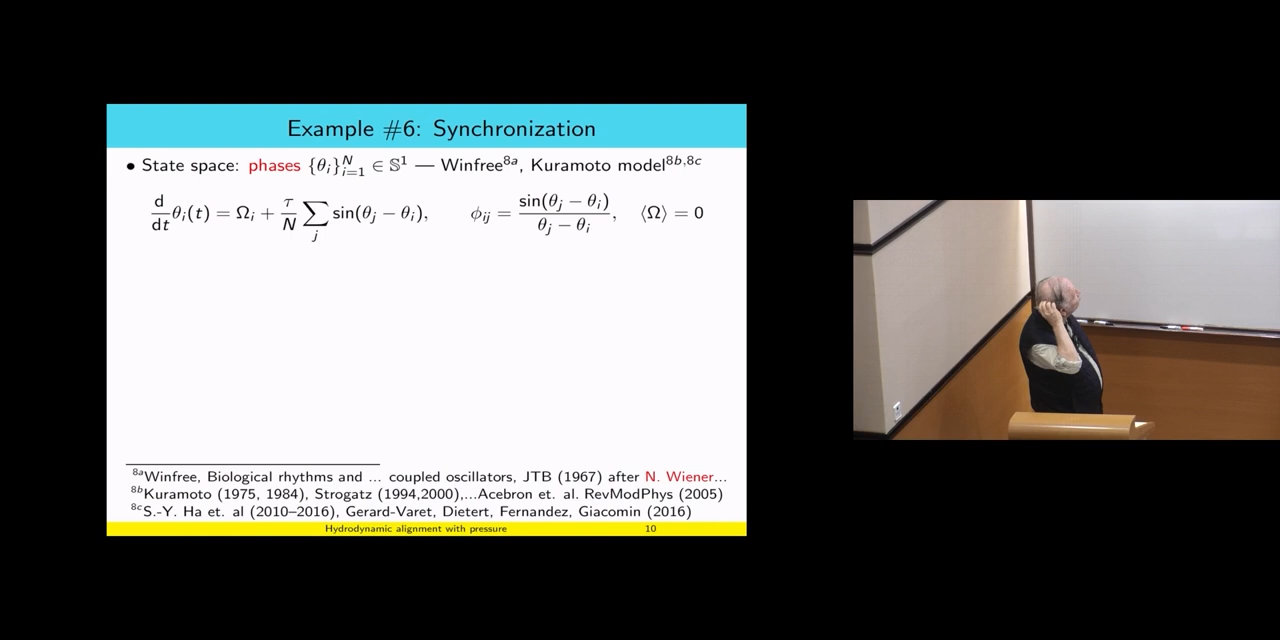 Example #6: Synchronization
• State space: phases {θᵢ}ᴺᵢ₌₁ ∈ 𝕊¹ — Winfree⁸ᵃ, Kuramoto model⁸ᵇ,⁸ᶜ
d/dt θᵢ(t) = Ωᵢ + τ/N ∑ⱼ sin(θⱼ − θᵢ), ϕᵢⱼ = sin(θⱼ − θᵢ)/(θⱼ − θᵢ), ⟨Ω⟩ = 0
⁸ᵃWinfree, Biological rhythms and ... coupled oscillators, JTB (1967) after N. Wiener...
⁸ᵇKuramoto (1975, 1984), Strogatz (1994,2000),...Acebron et. al. RevModPhys (2005)
⁸ᶜS.-Y. Ha et. al (2010–2016), Gerard-Varet, Dietert, Fernandez, Giacomin (2016)
Hydrodynamic alignment with pressure 10